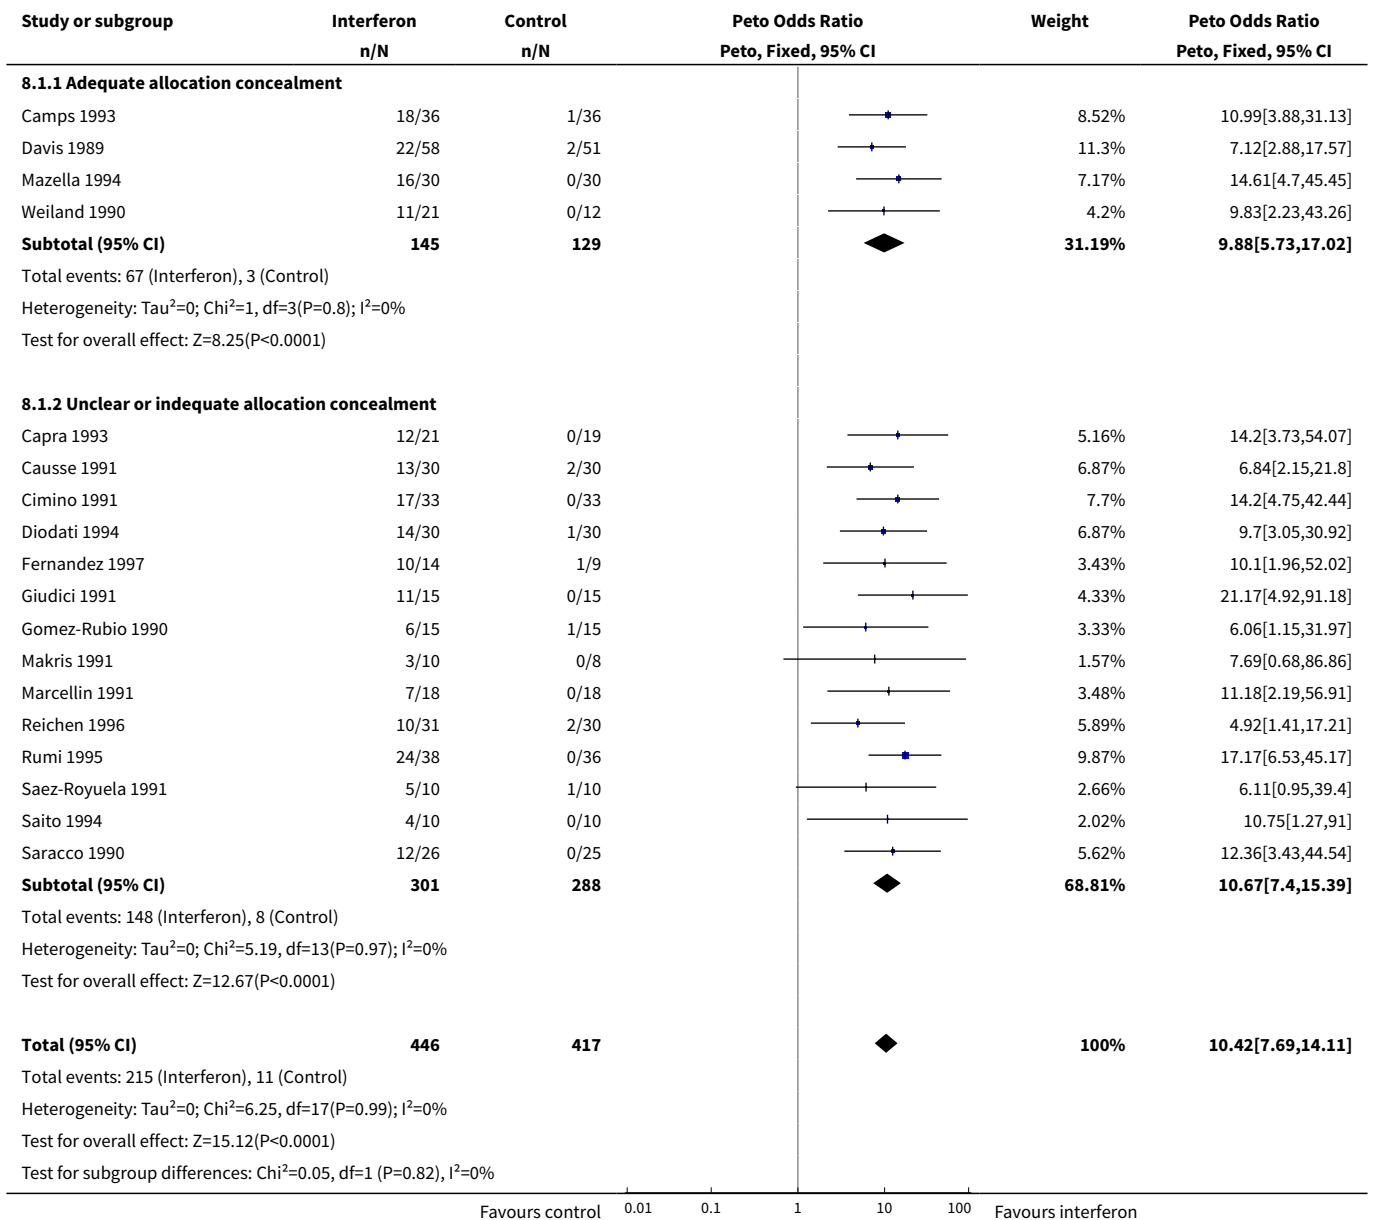 Study or subgroup Interferon Control Peto Odds Ratio Weight Peto Odds Ratio
n/N n/N Peto, Fixed, 95% CI Peto, Fixed, 95% CI
8.1.1 Adequate allocation concealment
Camps 1993 18/36 1/36 8.52% 10.99[3.88,31.13]
Davis 1989 22/58 2/51 11.3% 7.12[2.88,17.57]
Mazella 1994 16/30 0/30 7.17% 14.61[4.7,45.45]
Weiland 1990 11/21 0/12 4.2% 9.83[2.23,43.26]
Subtotal (95% CI) 145 129 31.19% 9.88[5.73,17.02]
Total events: 67 (Interferon), 3 (Control)
Heterogeneity: Tau²=0; Chi²=1, df=3(P=0.8); I²=0%
Test for overall effect: Z=8.25(P<0.0001)
8.1.2 Unclear or indequate allocation concealment
Capra 1993 12/21 0/19 5.16% 14.2[3.73,54.07]
Causse 1991 13/30 2/30 6.87% 6.84[2.15,21.8]
Cimino 1991 17/33 0/33 7.7% 14.2[4.75,42.44]
Diodati 1994 14/30 1/30 6.87% 9.7[3.05,30.92]
Fernandez 1997 10/14 1/9 3.43% 10.1[1.96,52.02]
Giudici 1991 11/15 0/15 4.33% 21.17[4.92,91.18]
Gomez-Rubio 1990 6/15 1/15 3.33% 6.06[1.15,31.97]
Makris 1991 3/10 0/8 1.57% 7.69[0.68,86.86]
Marcellin 1991 7/18 0/18 3.48% 11.18[2.19,56.91]
Reichen 1996 10/31 2/30 5.89% 4.92[1.41,17.21]
Rumi 1995 24/38 0/36 9.87% 17.17[6.53,45.17]
Saez-Royuela 1991 5/10 1/10 2.66% 6.11[0.95,39.4]
Saito 1994 4/10 0/10 2.02% 10.75[1.27,91]
Saracco 1990 12/26 0/25 5.62% 12.36[3.43,44.54]
Subtotal (95% CI) 301 288 68.81% 10.67[7.4,15.39]
Total events: 148 (Interferon), 8 (Control)
Heterogeneity: Tau²=0; Chi²=5.19, df=13(P=0.97); I²=0%
Test for overall effect: Z=12.67(P<0.0001)
Total (95% CI) 446 417 100% 10.42[7.69,14.11]
Total events: 215 (Interferon), 11 (Control)
Heterogeneity: Tau²=0; Chi²=6.25, df=17(P=0.99); I²=0%
Test for overall effect: Z=15.12(P<0.0001)
Test for subgroup differences: Chi²=0.05, df=1 (P=0.82), I²=0%
Favours control 0.01 0.1 1 10 100 Favours interferon